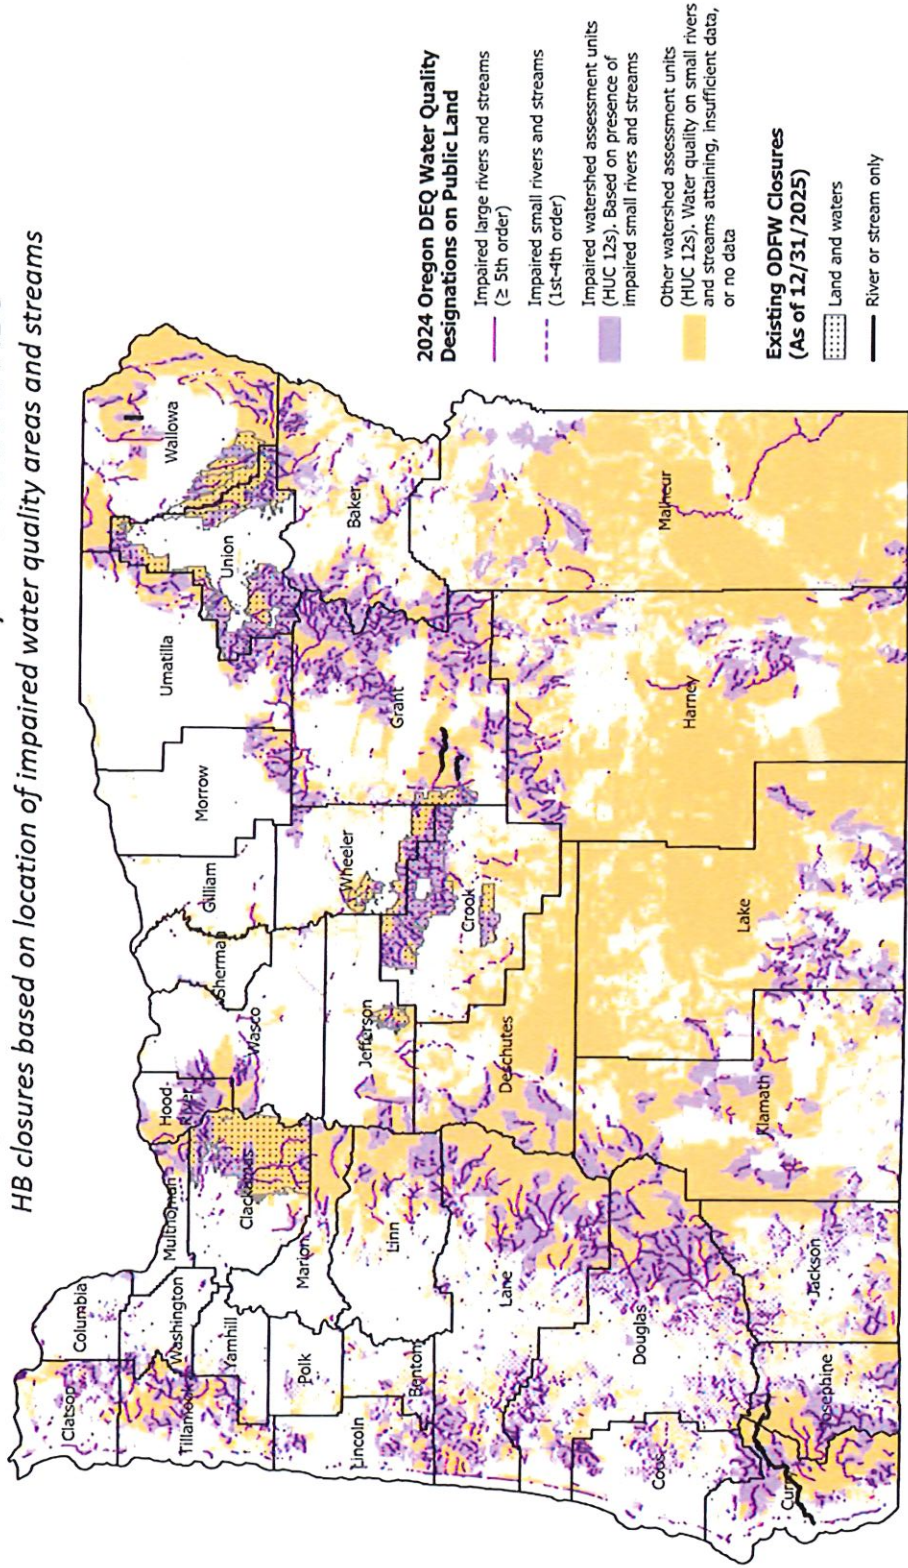 HB closures based on location of impaired water quality areas and streams
Clatsop
Columbia
Tillamook
Washington
Multnomah
Hood
River
Yamhill
Clackamas
Wasco
Sherman
Gilliam
Morrow
Umatilla
Union
Wallowa
Polk
Marion
Lincoln
Benton
Linn
Jefferson
Wheeler
Grant
Baker
Lane
Deschutes
Crook
Douglas
Coos
Curry
Josephine
Jackson
Klamath
Lake
Harney
Malheur
2024 Oregon DEQ Water Quality
Designations on Public Land
Impaired large rivers and streams
(≥ 5th order)
Impaired small rivers and streams
(1st-4th order)
Impaired watershed assessment units
(HUC 12s). Based on presence of
impaired small rivers and streams
Other watershed assessment units
(HUC 12s). Water quality on small rivers
and streams attaining, insufficient data,
or no data
Existing ODFW Closures
(As of 12/31/2025)
Land and waters
River or stream only